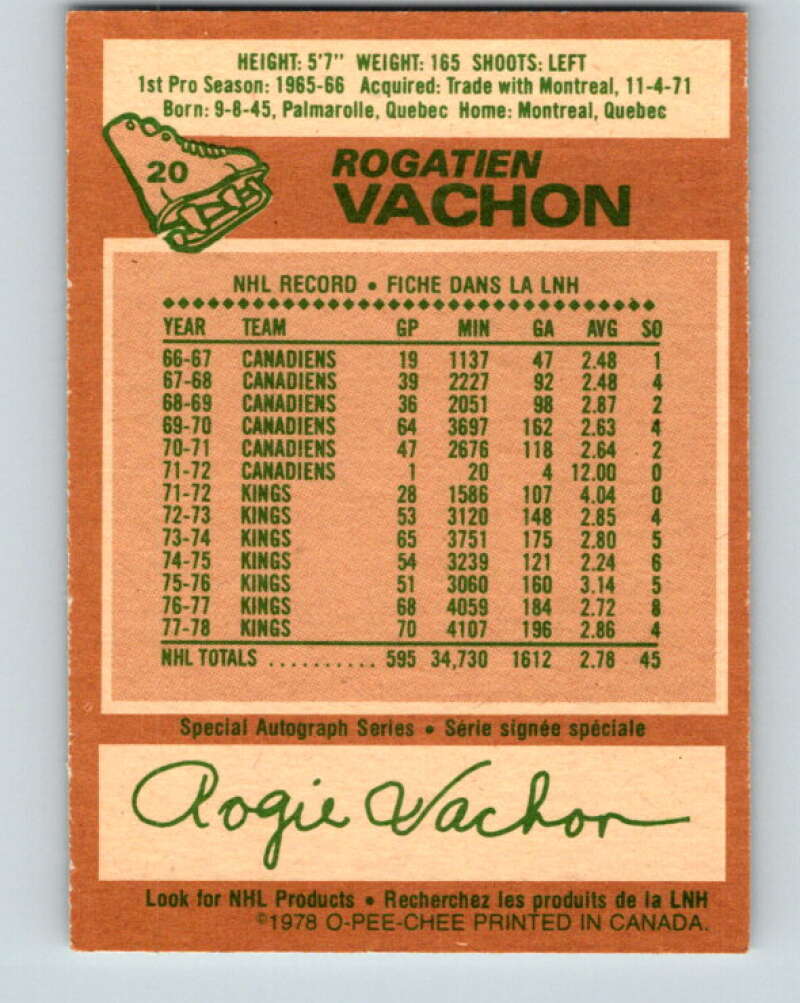 HEIGHT: 5'7" WEIGHT: 165 SHOOTS: LEFT
1st Pro Season: 1965-66 Acquired: Trade with Montreal, 11-4-71
Born: 9-8-45, Palmarolle, Quebec Home: Montreal, Quebec
20
ROGATIEN
VACHON
NHL RECORD • FICHE DANS LA LNH
YEAR TEAM GP MIN GA AVG SO
66-67 CANADIENS 19 1137 47 2.48 1
67-68 CANADIENS 39 2227 92 2.48 4
68-69 CANADIENS 36 2051 98 2.87 2
69-70 CANADIENS 64 3697 162 2.63 4
70-71 CANADIENS 47 2676 118 2.64 2
71-72 CANADIENS 1 20 4 12.00 0
71-72 KINGS 28 1586 107 4.04 0
72-73 KINGS 53 3120 148 2.85 4
73-74 KINGS 65 3751 175 2.80 5
74-75 KINGS 54 3239 121 2.24 6
75-76 KINGS 51 3060 160 3.14 5
76-77 KINGS 68 4059 184 2.72 8
77-78 KINGS 70 4107 196 2.86 4
NHL TOTALS .......... 595 34,730 1612 2.78 45
Special Autograph Series • Série signée spéciale
Rogie Vachon
Look for NHL Products • Recherchez les produits de la LNH
©1978 O-PEE-CHEE PRINTED IN CANADA.